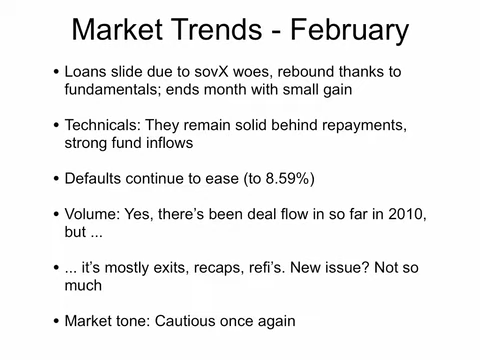 Market Trends - February
• Loans slide due to sovX woes, rebound thanks to
fundamentals; ends month with small gain
• Technicals: They remain solid behind repayments,
strong fund inflows
• Defaults continue to ease (to 8.59%)
• Volume: Yes, there's been deal flow in so far in 2010,
but ...
• ... it's mostly exits, recaps, refi's. New issue? Not so
much
• Market tone: Cautious once again